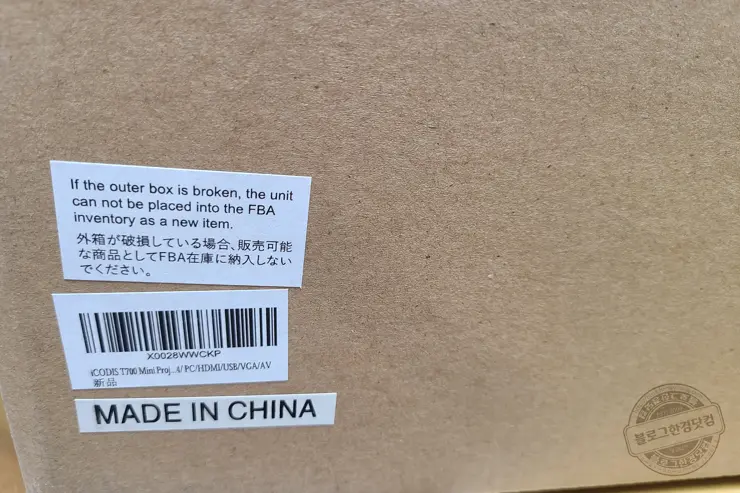 If the outer box is broken, the unit
can not be placed into the FBA
inventory as a new item.
外箱が破損している場合、販売可能
な商品としてFBA在庫に納入しない
でください。
X0028WWCKP
iCODIS T700 Mini Proj...4/ PC/HDMI/USB/VGA/AV
新品
MADE IN CHINA
블로그한경닷컴